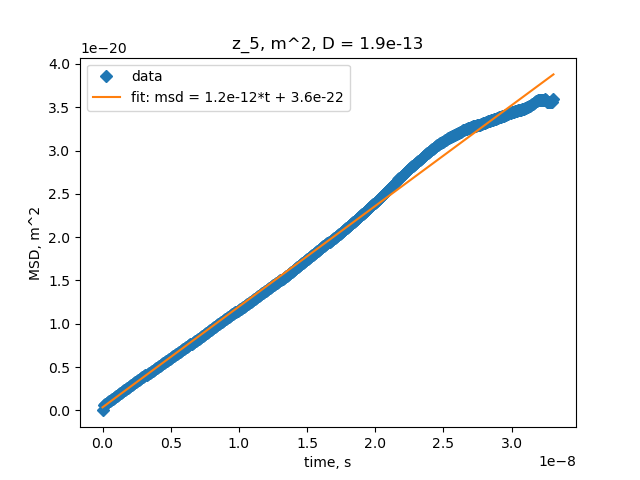 z_5, m^2, D = 1.9e-13
1e−20
data
fit: msd = 1.2e-12*t + 3.6e-22
4.0
3.5
3.0
2.5
2.0
1.5
1.0
0.5
0.0
MSD, m^2
0.0 0.5 1.0 1.5 2.0 2.5 3.0
time, s
1e−8